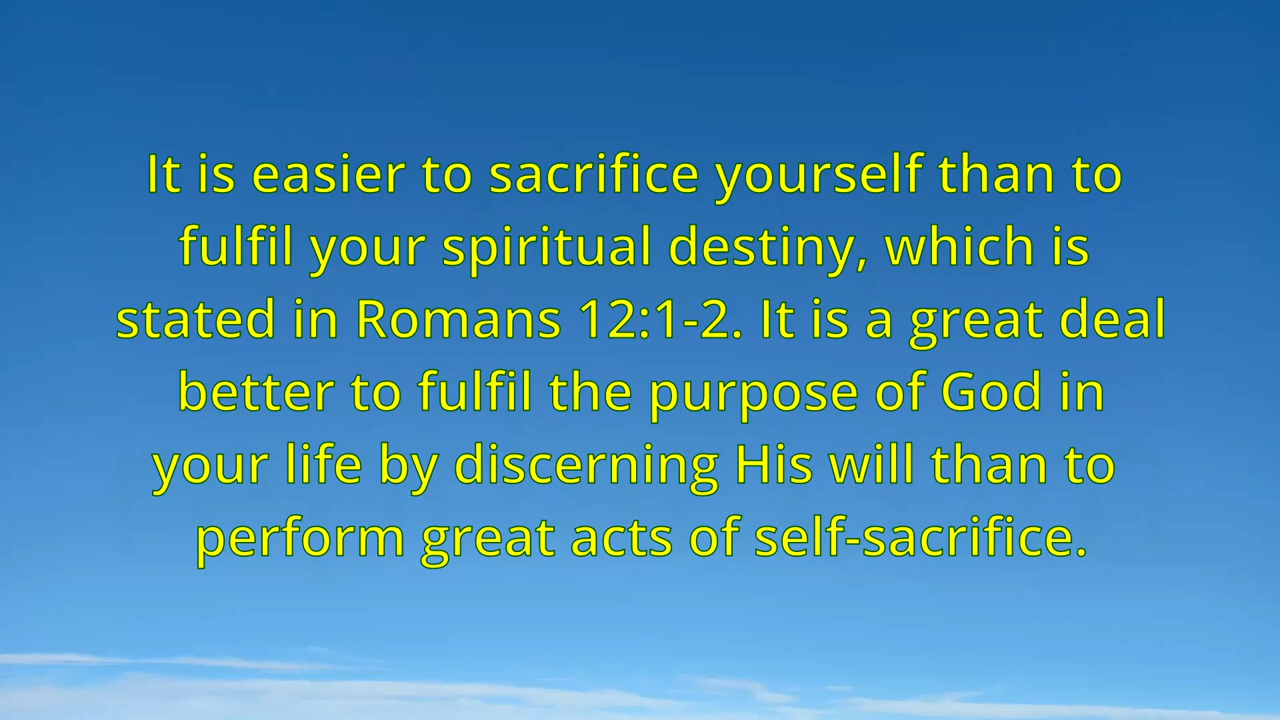 It is easier to sacrifice yourself than to
fulfil your spiritual destiny, which is
stated in Romans 12:1-2. It is a great deal
better to fulfil the purpose of God in
your life by discerning His will than to
perform great acts of self-sacrifice.